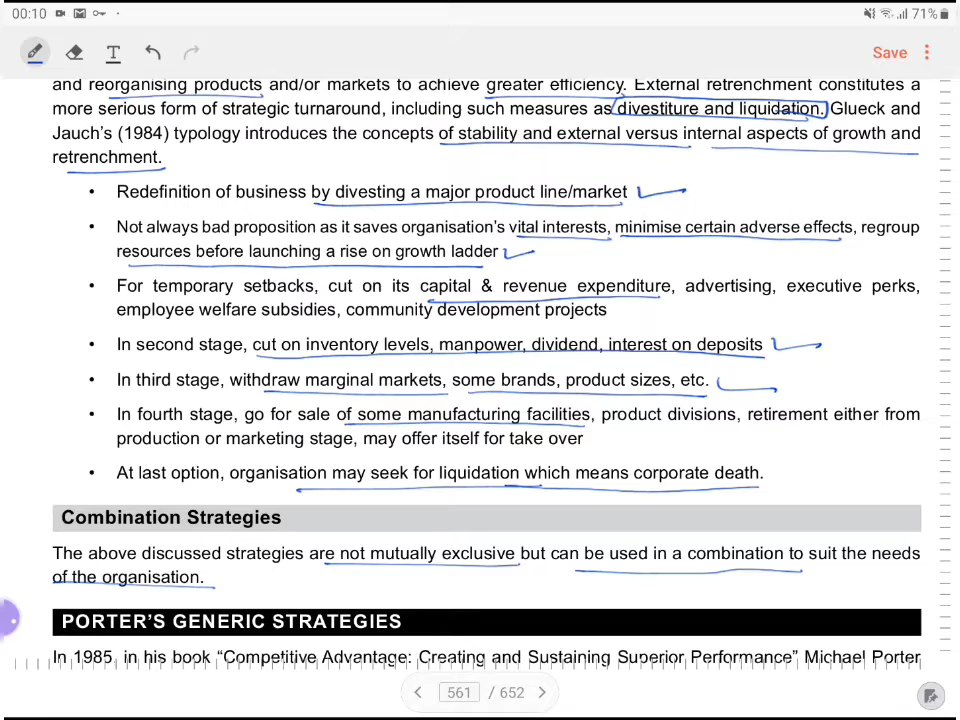 00:10
71%
T
Save
and reorganising products and/or markets to achieve greater efficiency. External retrenchment constitutes a
more serious form of strategic turnaround, including such measures as divestiture and liquidation. Glueck and
Jauch's (1984) typology introduces the concepts of stability and external versus internal aspects of growth and
retrenchment.
• Redefinition of business by divesting a major product line/market
• Not always bad proposition as it saves organisation's vital interests, minimise certain adverse effects, regroup
resources before launching a rise on growth ladder
• For temporary setbacks, cut on its capital & revenue expenditure, advertising, executive perks,
employee welfare subsidies, community development projects
• In second stage, cut on inventory levels, manpower, dividend, interest on deposits
• In third stage, withdraw marginal markets, some brands, product sizes, etc.
• In fourth stage, go for sale of some manufacturing facilities, product divisions, retirement either from
production or marketing stage, may offer itself for take over
• At last option, organisation may seek for liquidation which means corporate death.
Combination Strategies
The above discussed strategies are not mutually exclusive but can be used in a combination to suit the needs
of the organisation.
PORTER'S GENERIC STRATEGIES
In 1985, in his book “Competitive Advantage: Creating and Sustaining Superior Performance” Michael Porter
561 / 652